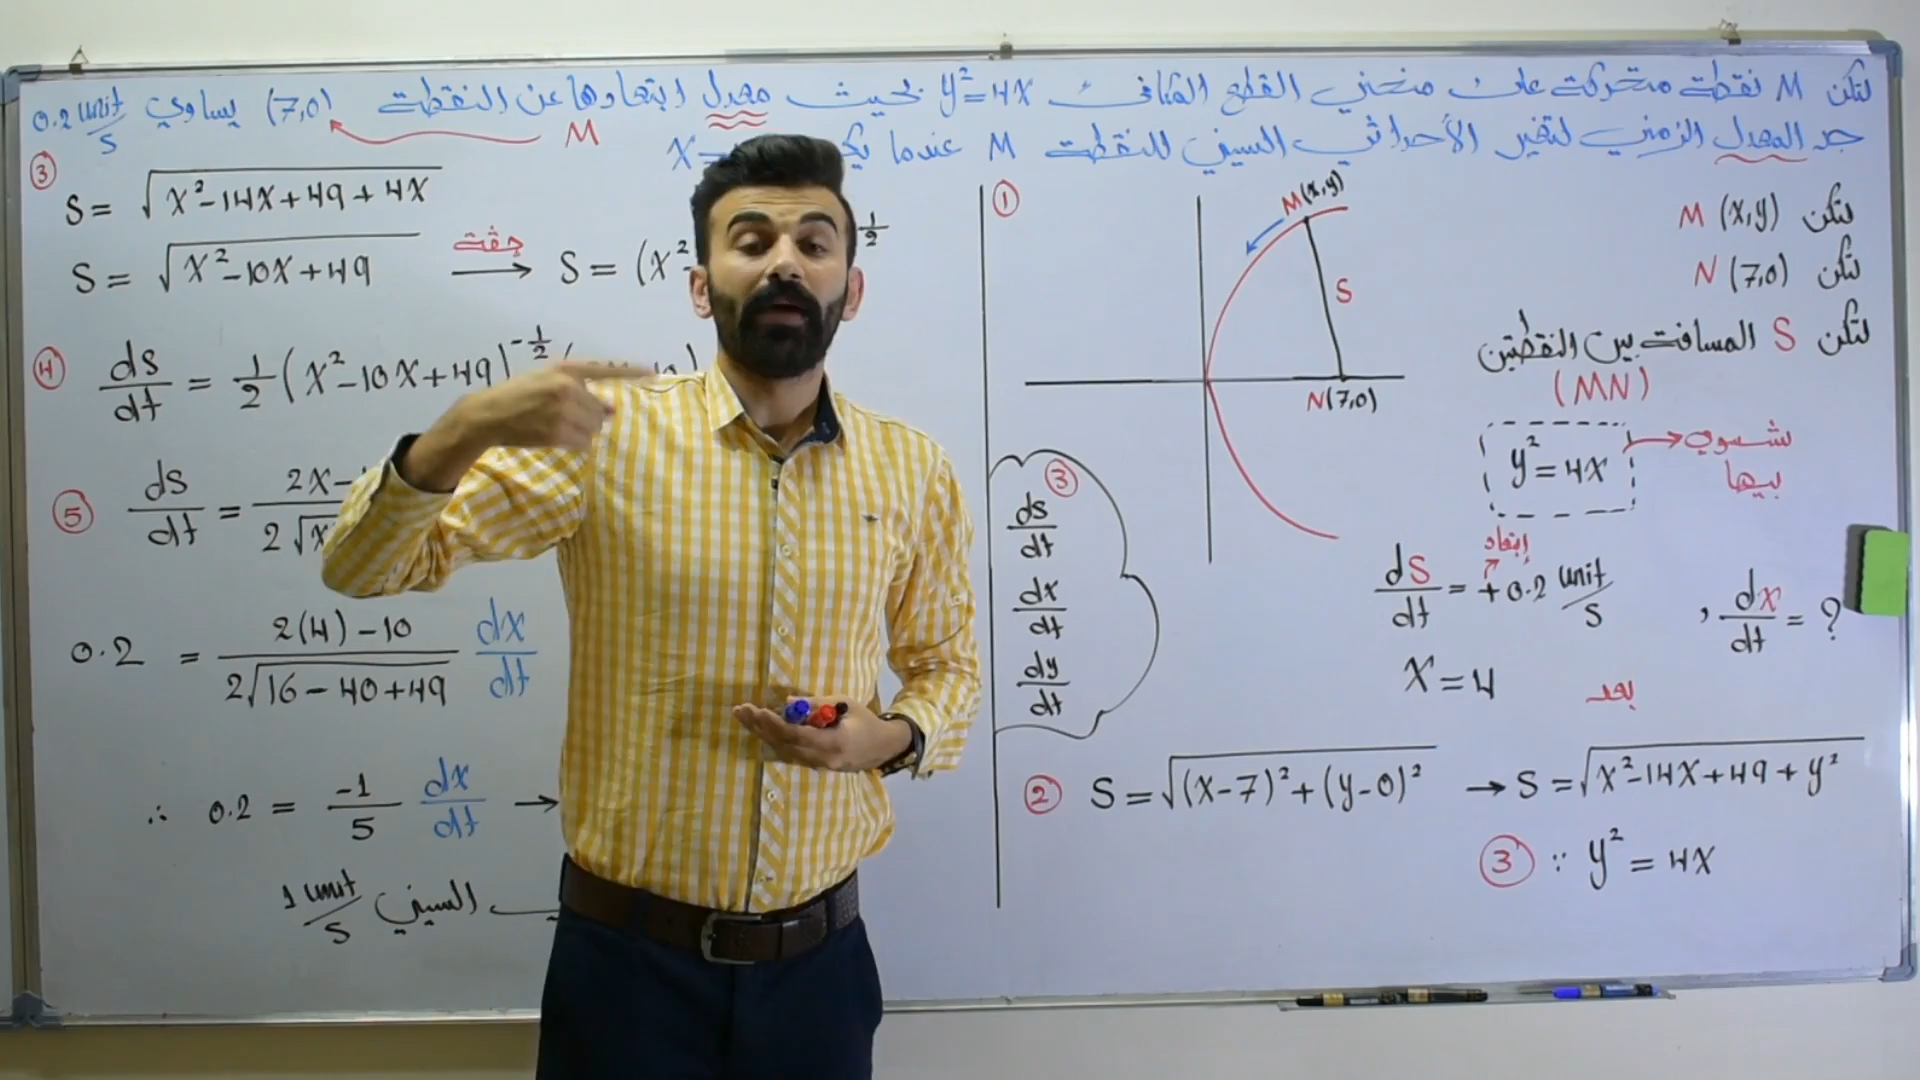 لتكن M نقطة متحركة على منحني القطع المكافئ y²=4x بحيث معدل ابتعادها عن النقطة (7,0) يساوي 0.2 unit/s
جد المعدل الزمني لتغير الأحداثي السيني للنقطة M عندما x=
M
① M(x,y)
S
N(7,0)
لتكن M (x,y)
لتكن N (7,0)
لتكن S المسافة بين النقطتين
(MN)
y²=4x → شسوي بيها
ds/dt = +0.2 unit/s , dx/dt = ?
إبتعاد
x=4
بعد
③ ds/dt
dx/dt
dy/dt
② S=√(x-7)²+(y-0)² → S=√x²-14x+49+y²
③ ∵ y²=4x
③ S= √x²-14x+49+4x
S= √x²-10x+49 → S=(x² 1/2
④ ds/dt = 1/2 (x²-10x+49)^-1/2 (
⑤ ds/dt = 2x- / 2√x
0.2 = 2(4)-10 / 2√16-40+49 dx/dt
∴ 0.2 = -1/5 dx/dt →
السيني 1 unit/s